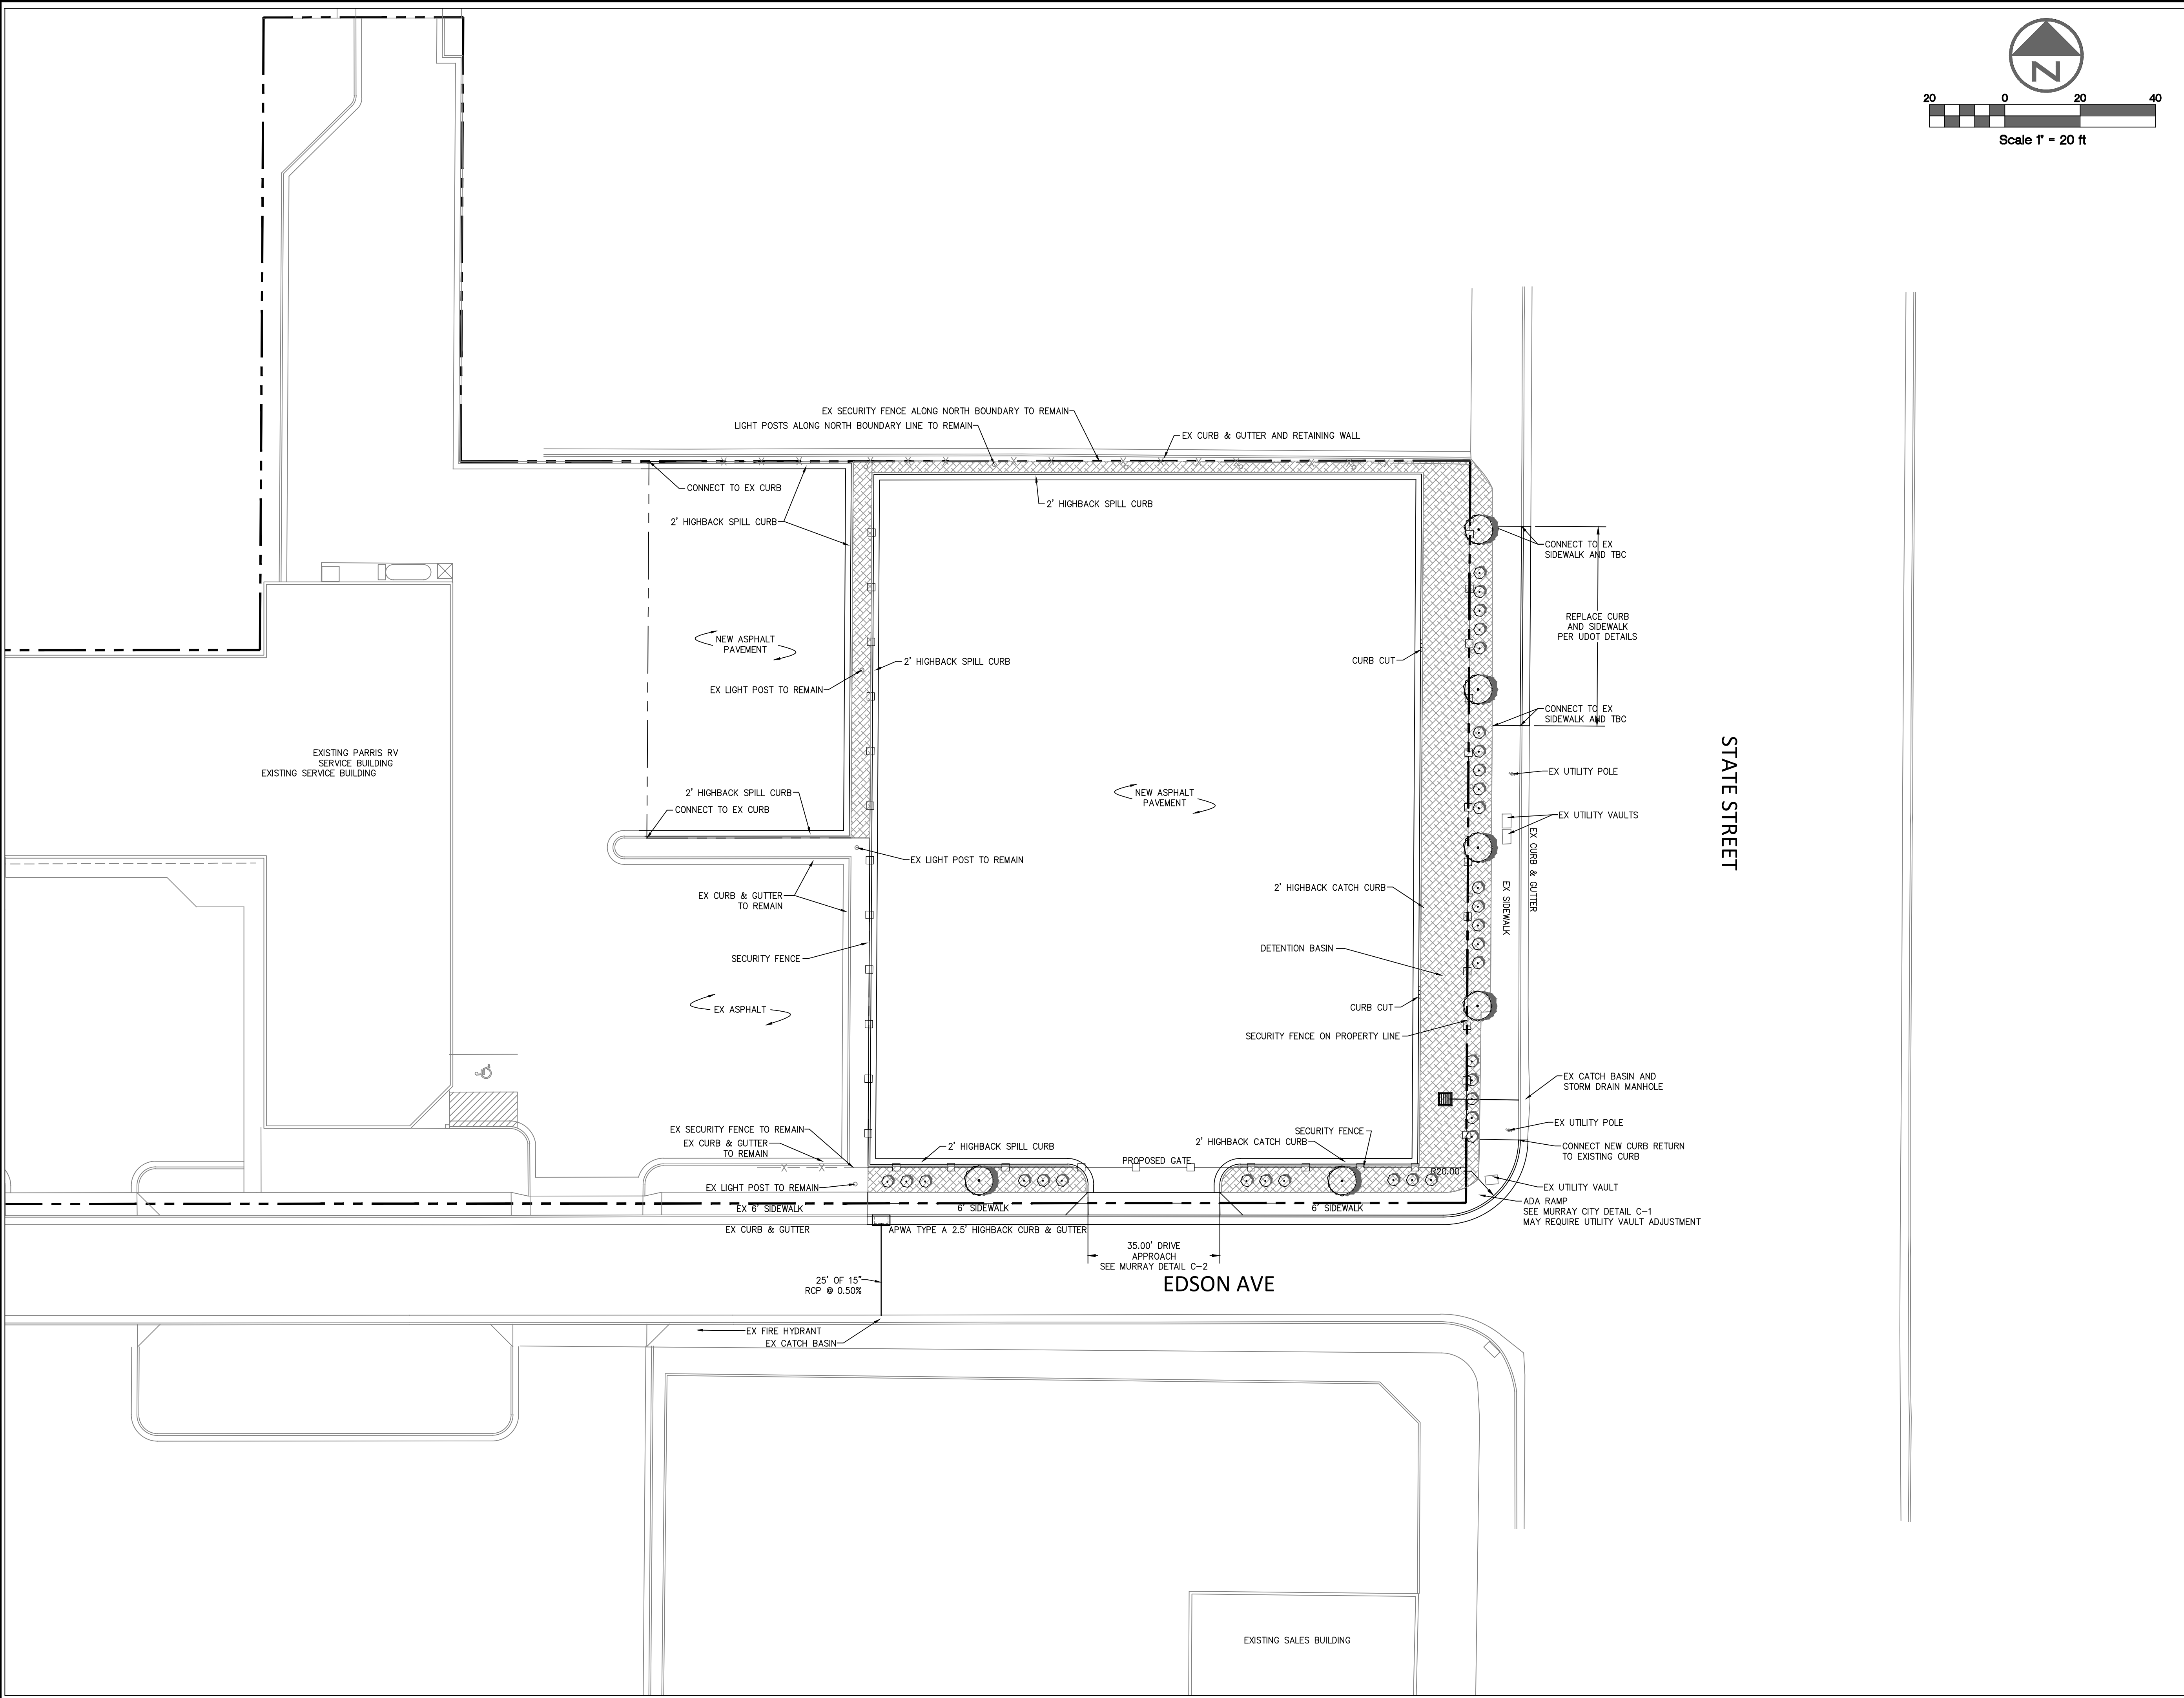 N
20 0 20 40
Scale 1" = 20 ft
EX SECURITY FENCE ALONG NORTH BOUNDARY TO REMAIN
LIGHT POSTS ALONG NORTH BOUNDARY LINE TO REMAIN
EX CURB & GUTTER AND RETAINING WALL
CONNECT TO EX CURB
2' HIGHBACK SPILL CURB
2' HIGHBACK SPILL CURB
CONNECT TO EX
SIDEWALK AND TBC
REPLACE CURB
AND SIDEWALK
PER UDOT DETAILS
NEW ASPHALT
PAVEMENT
2' HIGHBACK SPILL CURB
CURB CUT
EX LIGHT POST TO REMAIN
CONNECT TO EX
SIDEWALK AND TBC
STATE STREET
EXISTING PARRIS RV
SERVICE BUILDING
EXISTING SERVICE BUILDING
EX UTILITY POLE
2' HIGHBACK SPILL CURB
CONNECT TO EX CURB
NEW ASPHALT
PAVEMENT
EX UTILITY VAULTS
EX CURB & GUTTER
EX SIDEWALK
EX LIGHT POST TO REMAIN
EX CURB & GUTTER
TO REMAIN
2' HIGHBACK CATCH CURB
SECURITY FENCE
DETENTION BASIN
EX ASPHALT
CURB CUT
SECURITY FENCE ON PROPERTY LINE
EX CATCH BASIN AND
STORM DRAIN MANHOLE
EX UTILITY POLE
EX SECURITY FENCE TO REMAIN
EX CURB & GUTTER
TO REMAIN
2' HIGHBACK SPILL CURB
SECURITY FENCE
2' HIGHBACK CATCH CURB
PROPOSED GATE
CONNECT NEW CURB RETURN
TO EXISTING CURB
R20.00'
EX LIGHT POST TO REMAIN
EX UTILITY VAULT
ADA RAMP
SEE MURRAY CITY DETAIL C-1
MAY REQUIRE UTILITY VAULT ADJUSTMENT
EX 6' SIDEWALK
6' SIDEWALK
6' SIDEWALK
EX CURB & GUTTER
APWA TYPE A 2.5' HIGHBACK CURB & GUTTER
35.00' DRIVE
APPROACH
SEE MURRAY DETAIL C-2
25' OF 15"
RCP @ 0.50%
EDSON AVE
EX FIRE HYDRANT
EX CATCH BASIN
EXISTING SALES BUILDING